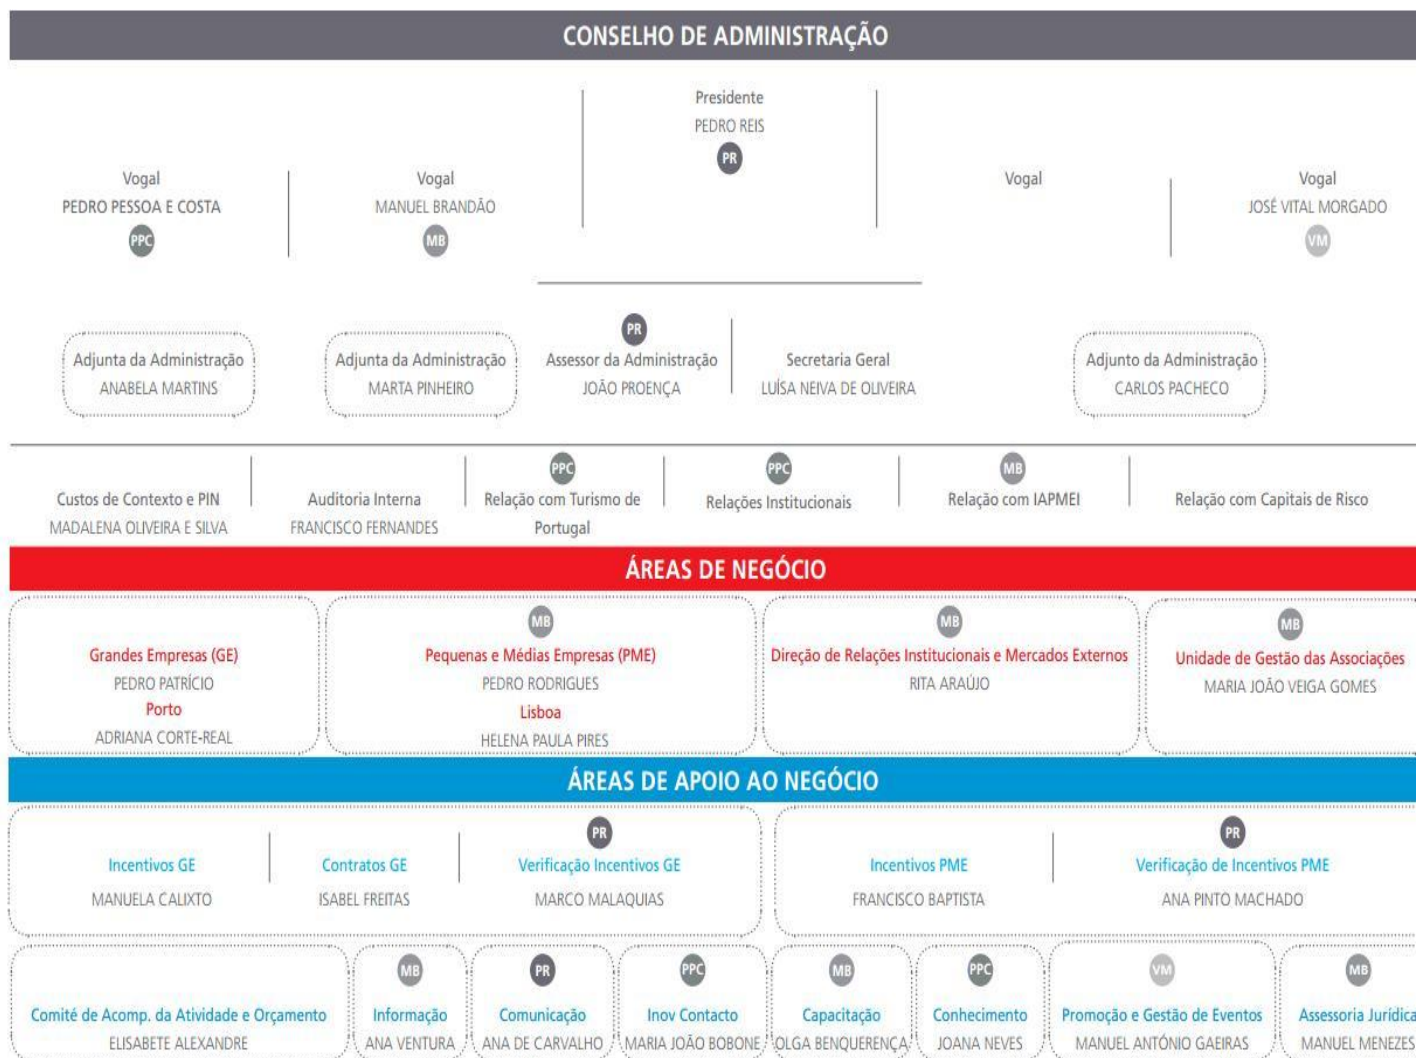 CONSELHO DE ADMINISTRAÇÃO
Presidente
PEDRO REIS
PR
Vogal
PEDRO PESSOA E COSTA
PPC
Vogal
MANUEL BRANDÃO
MB
Vogal
Vogal
JOSÉ VITAL MORGADO
VM
Adjunta da Administração
ANABELA MARTINS
Adjunta da Administração
MARTA PINHEIRO
PR
Assessor da Administração
JOÃO PROENÇA
Secretaria Geral
LUÍSA NEIVA DE OLIVEIRA
Adjunto da Administração
CARLOS PACHECO
Custos de Contexto e PIN
MADALENA OLIVEIRA E SILVA
Auditoria Interna
FRANCISCO FERNANDES
PPC
Relação com Turismo de
Portugal
PPC
Relações Institucionais
MB
Relação com IAPMEI
Relação com Capitais de Risco
ÁREAS DE NEGÓCIO
Grandes Empresas (GE)
PEDRO PATRÍCIO
Porto
ADRIANA CORTE-REAL
MB
Pequenas e Médias Empresas (PME)
PEDRO RODRIGUES
Lisboa
HELENA PAULA PIRES
MB
Direção de Relações Institucionais e Mercados Externos
RITA ARAÚJO
MB
Unidade de Gestão das Associações
MARIA JOÃO VEIGA GOMES
ÁREAS DE APOIO AO NEGÓCIO
Incentivos GE
MANUELA CALIXTO
Contratos GE
ISABEL FREITAS
PR
Verificação Incentivos GE
MARCO MALAQUIAS
Incentivos PME
FRANCISCO BAPTISTA
PR
Verificação de Incentivos PME
ANA PINTO MACHADO
Comité de Acomp. da Atividade e Orçamento
ELISABETE ALEXANDRE
MB
Informação
ANA VENTURA
PR
Comunicação
ANA DE CARVALHO
PPC
Inov Contacto
MARIA JOÃO BOBONE
MB
Capacitação
OLGA BENQUERENÇA
PPC
Conhecimento
JOANA NEVES
VM
Promoção e Gestão de Eventos
MANUEL ANTÓNIO GAEIRAS
MB
Assessoria Jurídica
MANUEL MENEZES